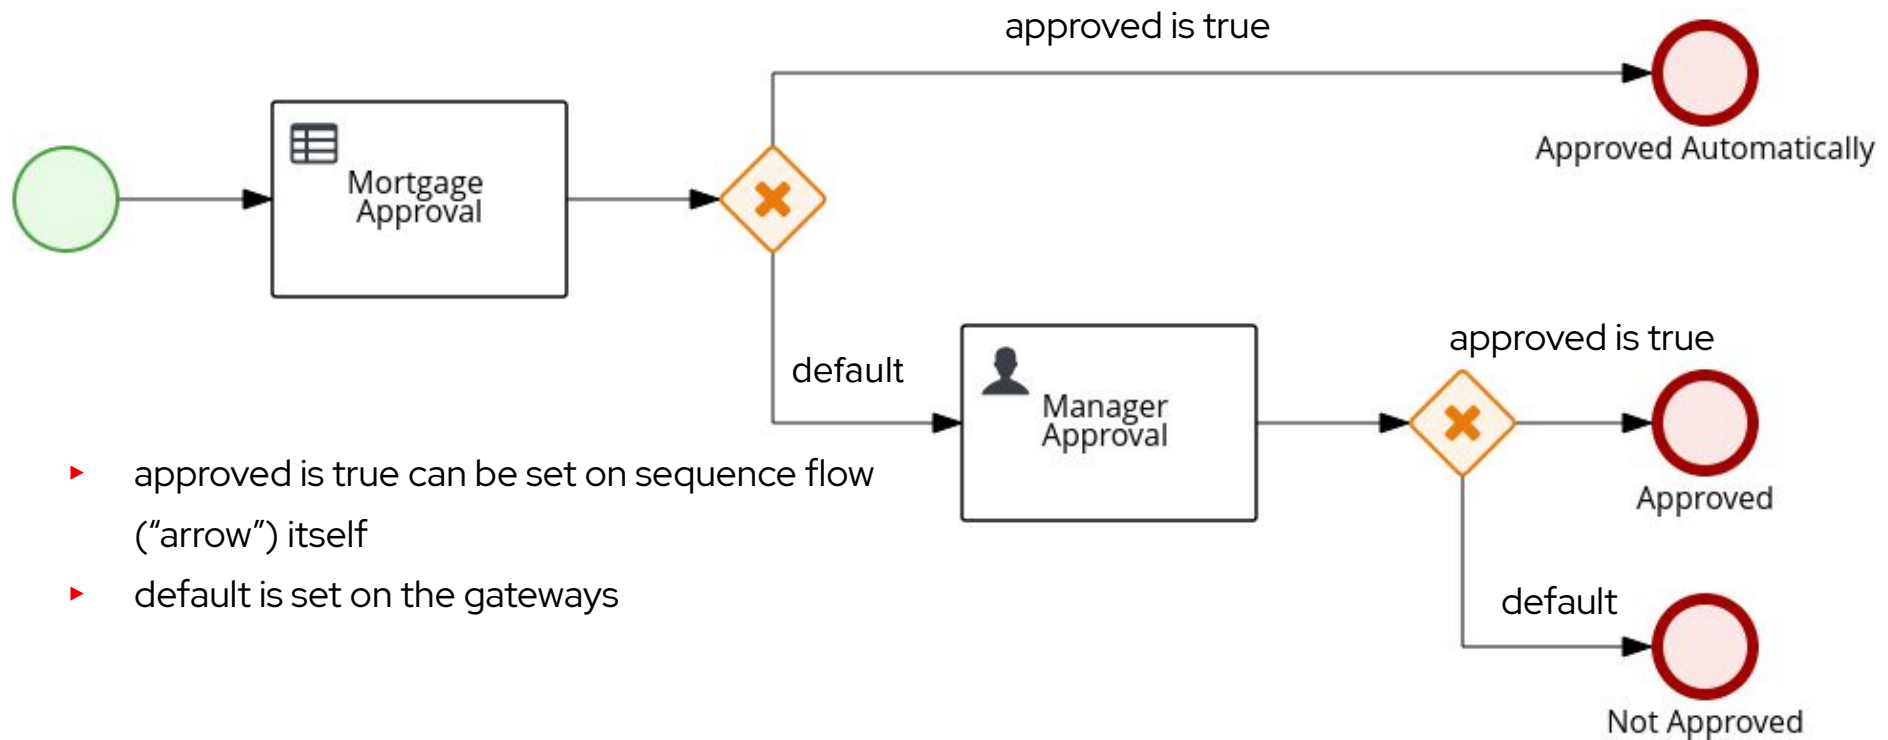 approved is true
Approved Automatically
Mortgage
Approval
default
approved is true
Manager
Approval
Approved
default
Not Approved
‣ approved is true can be set on sequence flow
(“arrow”) itself
‣ default is set on the gateways